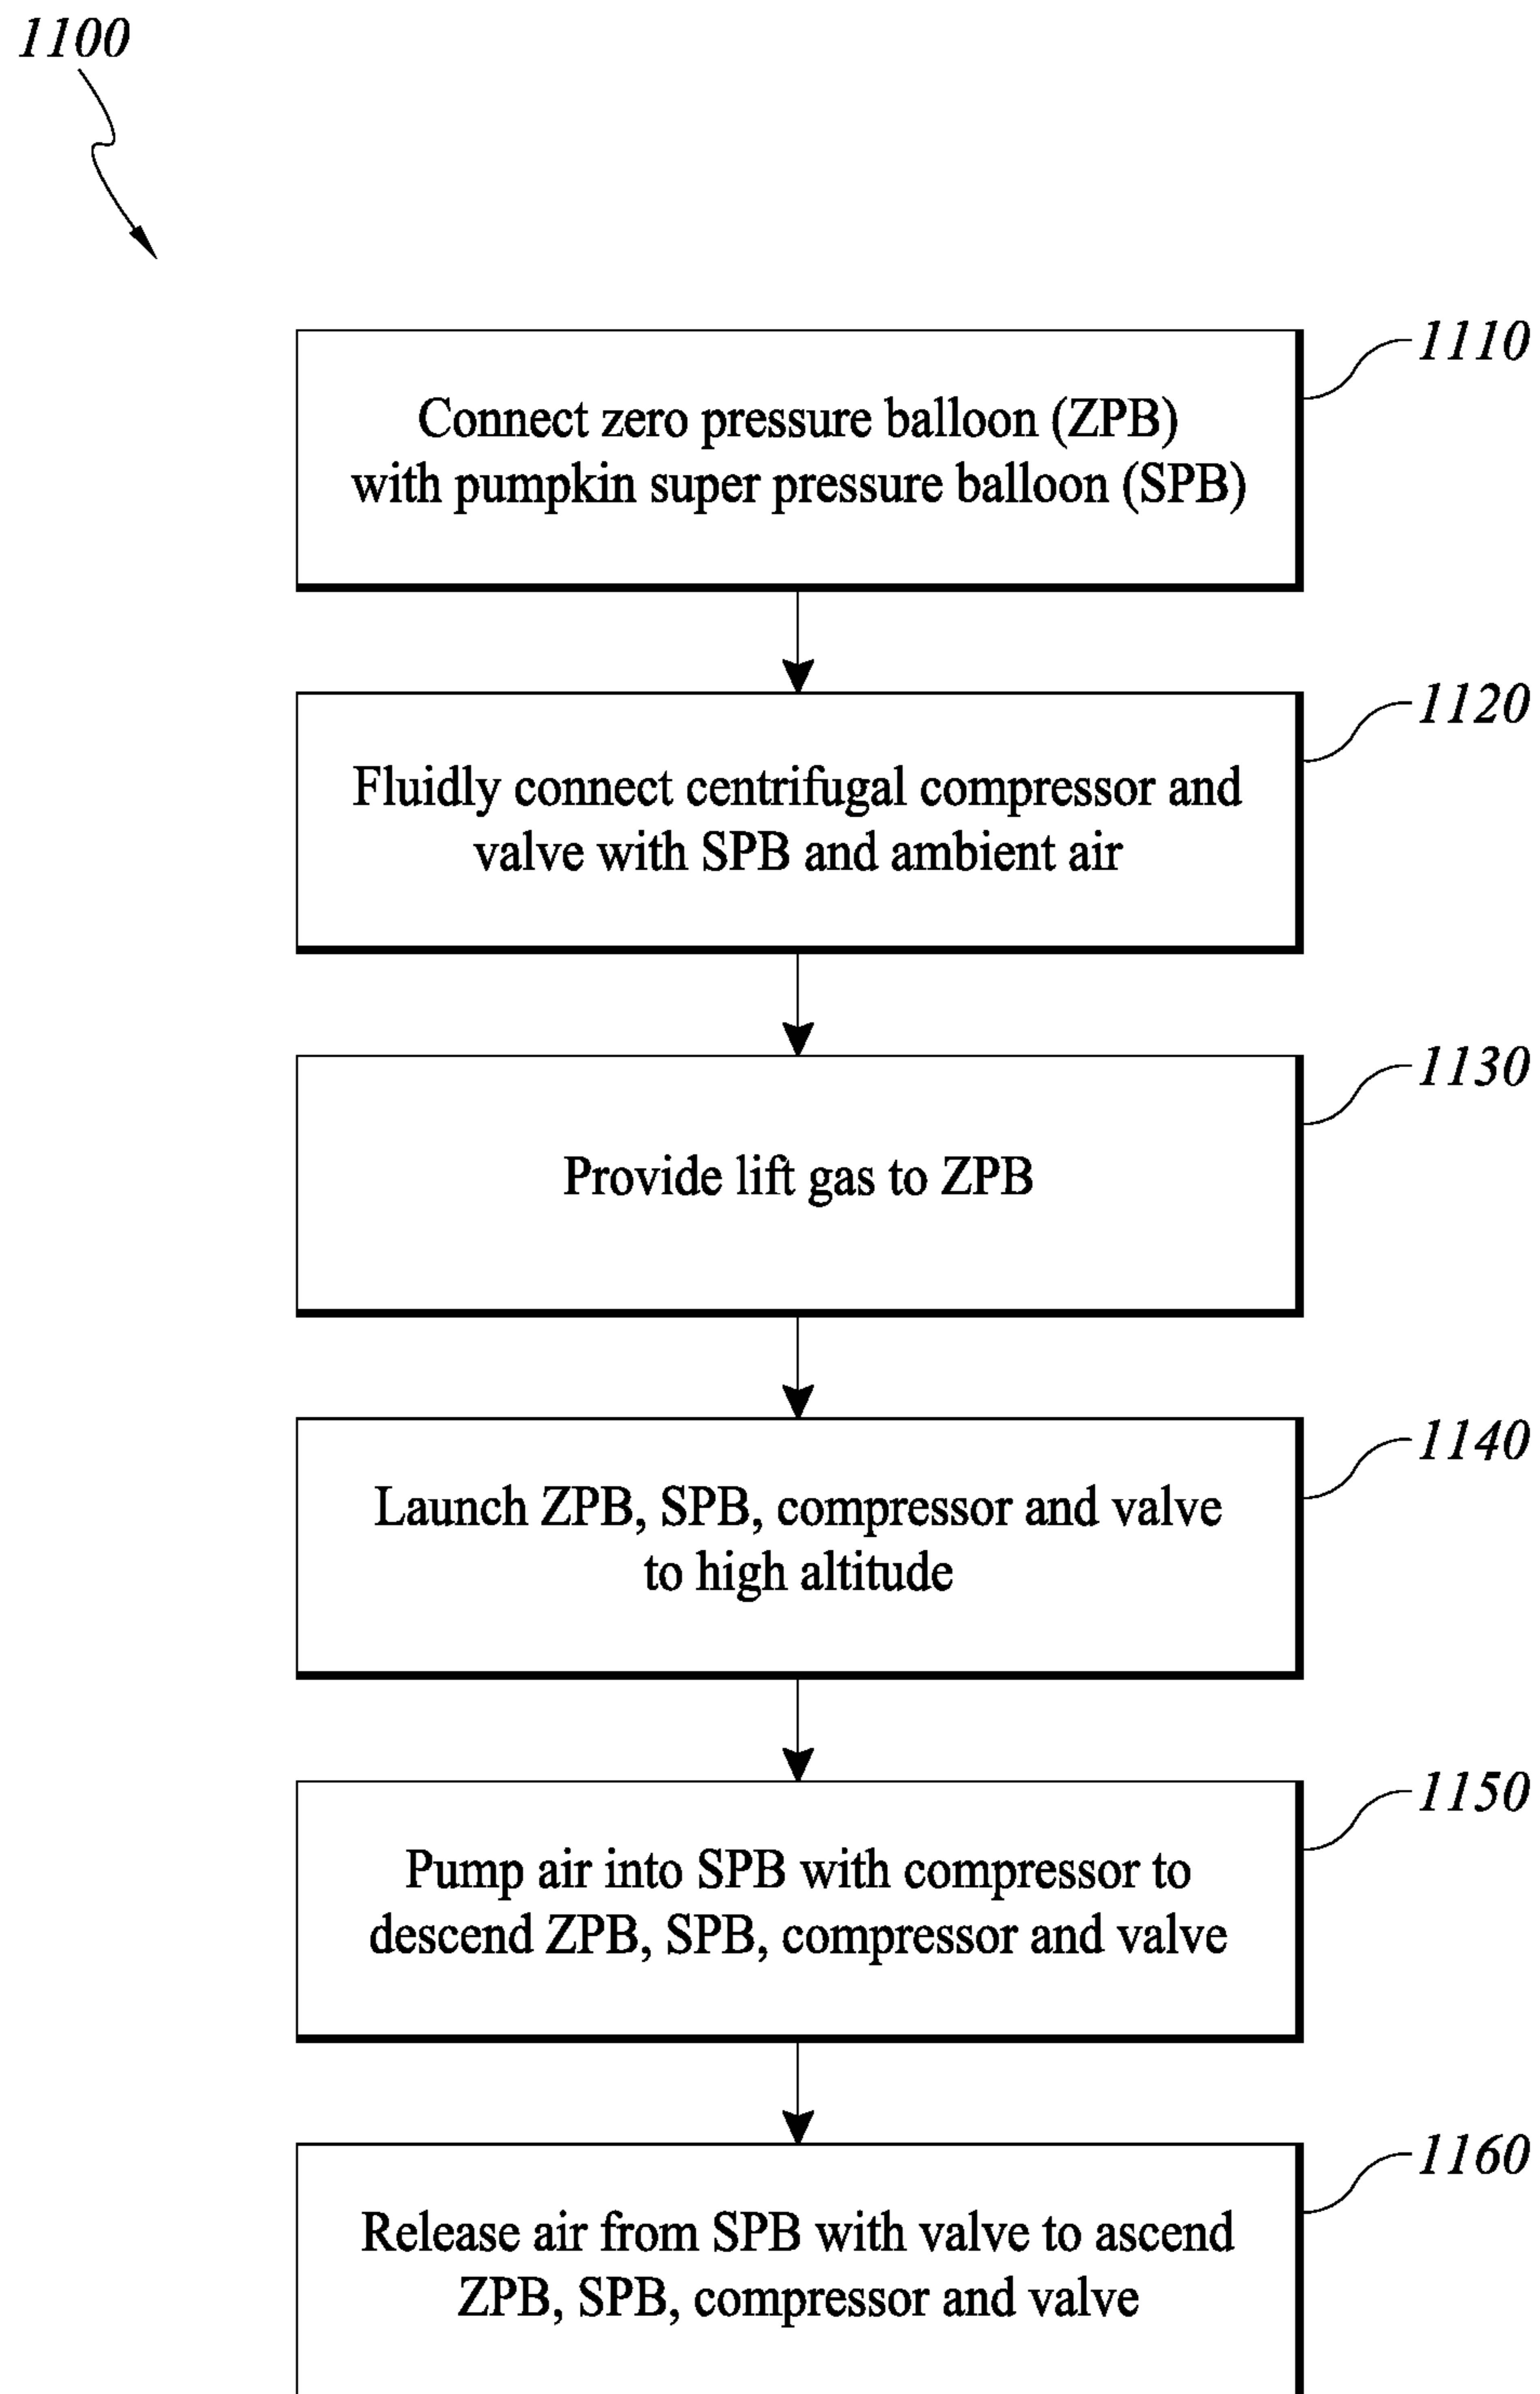 1100
1110
Connect zero pressure balloon (ZPB)
with pumpkin super pressure balloon (SPB)
1120
Fluidly connect centrifugal compressor and
valve with SPB and ambient air
1130
Provide lift gas to ZPB
1140
Launch ZPB, SPB, compressor and valve
to high altitude
1150
Pump air into SPB with compressor to
descend ZPB, SPB, compressor and valve
1160
Release air from SPB with valve to ascend
ZPB, SPB, compressor and valve